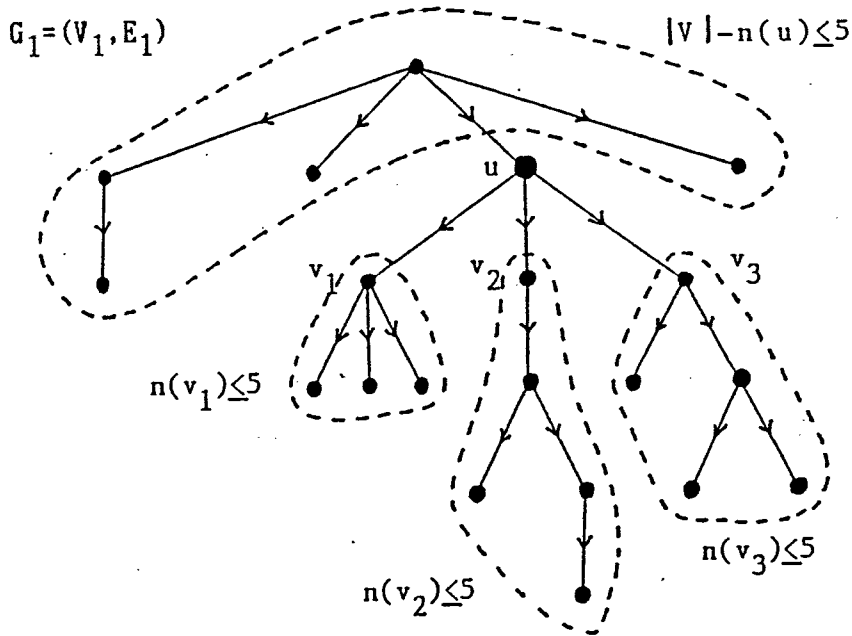 G₁=(V₁,E₁)
|V|-n(u)≤5
u
v₁
v₂
v₃
n(v₁)≤5
n(v₃)≤5
n(v₂)≤5